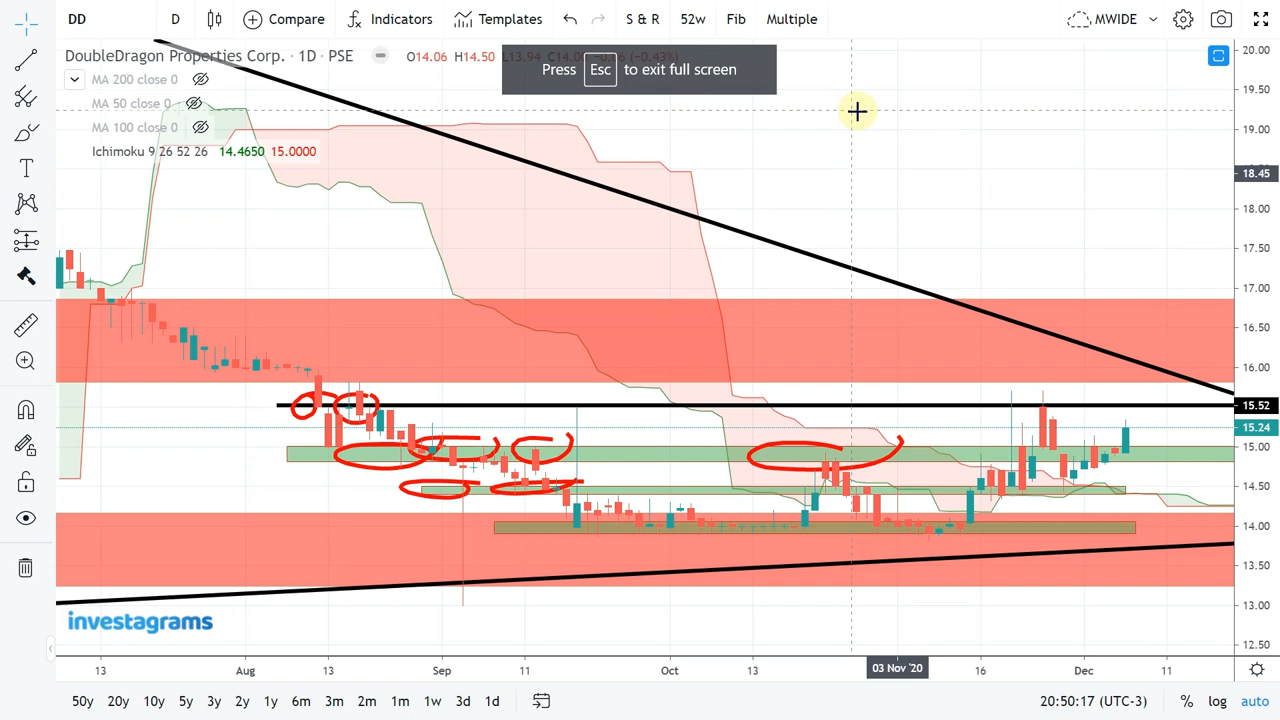 DD D Compare Indicators Templates S & R 52w Fib Multiple MWIDE
DoubleDragon Properties Corp. · 1D · PSE O14.06 H14.50
Press Esc to exit full screen
MA 200 close 0
MA 50 close 0
MA 100 close 0
Ichimoku 9 26 52 26 14.4650 15.0000
20.00
19.50
19.00
18.45
18.00
17.50
17.00
16.50
16.00
15.52
15.24
15.00
14.50
14.00
13.50
13.00
12.50
investagrams
13 Aug 13 Sep 11 Oct 13 03 Nov '20 16 Dec 11
50y 20y 10y 5y 3y 2y 1y 6m 3m 2m 1m 1w 3d 1d 20:50:17 (UTC-3) % log auto